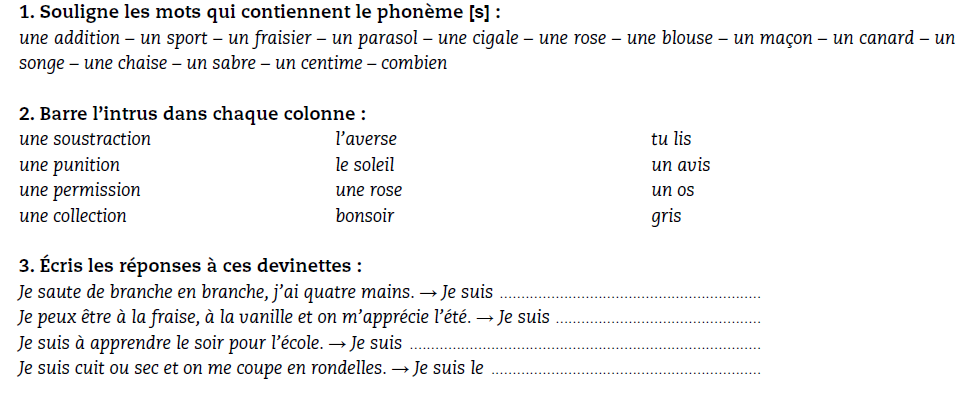 1. Souligne les mots qui contiennent le phonème [s] :
une addition – un sport – un fraisier – un parasol – une cigale – une rose – une blouse – un maçon – un canard – un
songe – une chaise – un sabre – un centime – combien
2. Barre l’intrus dans chaque colonne :
une soustraction l’averse tu lis
une punition le soleil un avis
une permission une rose un os
une collection bonsoir gris
3. Écris les réponses à ces devinettes :
Je saute de branche en branche, j’ai quatre mains. → Je suis ..............................
Je peux être à la fraise, à la vanille et on m’apprécie l’été. → Je suis ..............................
Je suis à apprendre le soir pour l’école. → Je suis ..............................
Je suis cuit ou sec et on me coupe en rondelles. → Je suis le ..............................